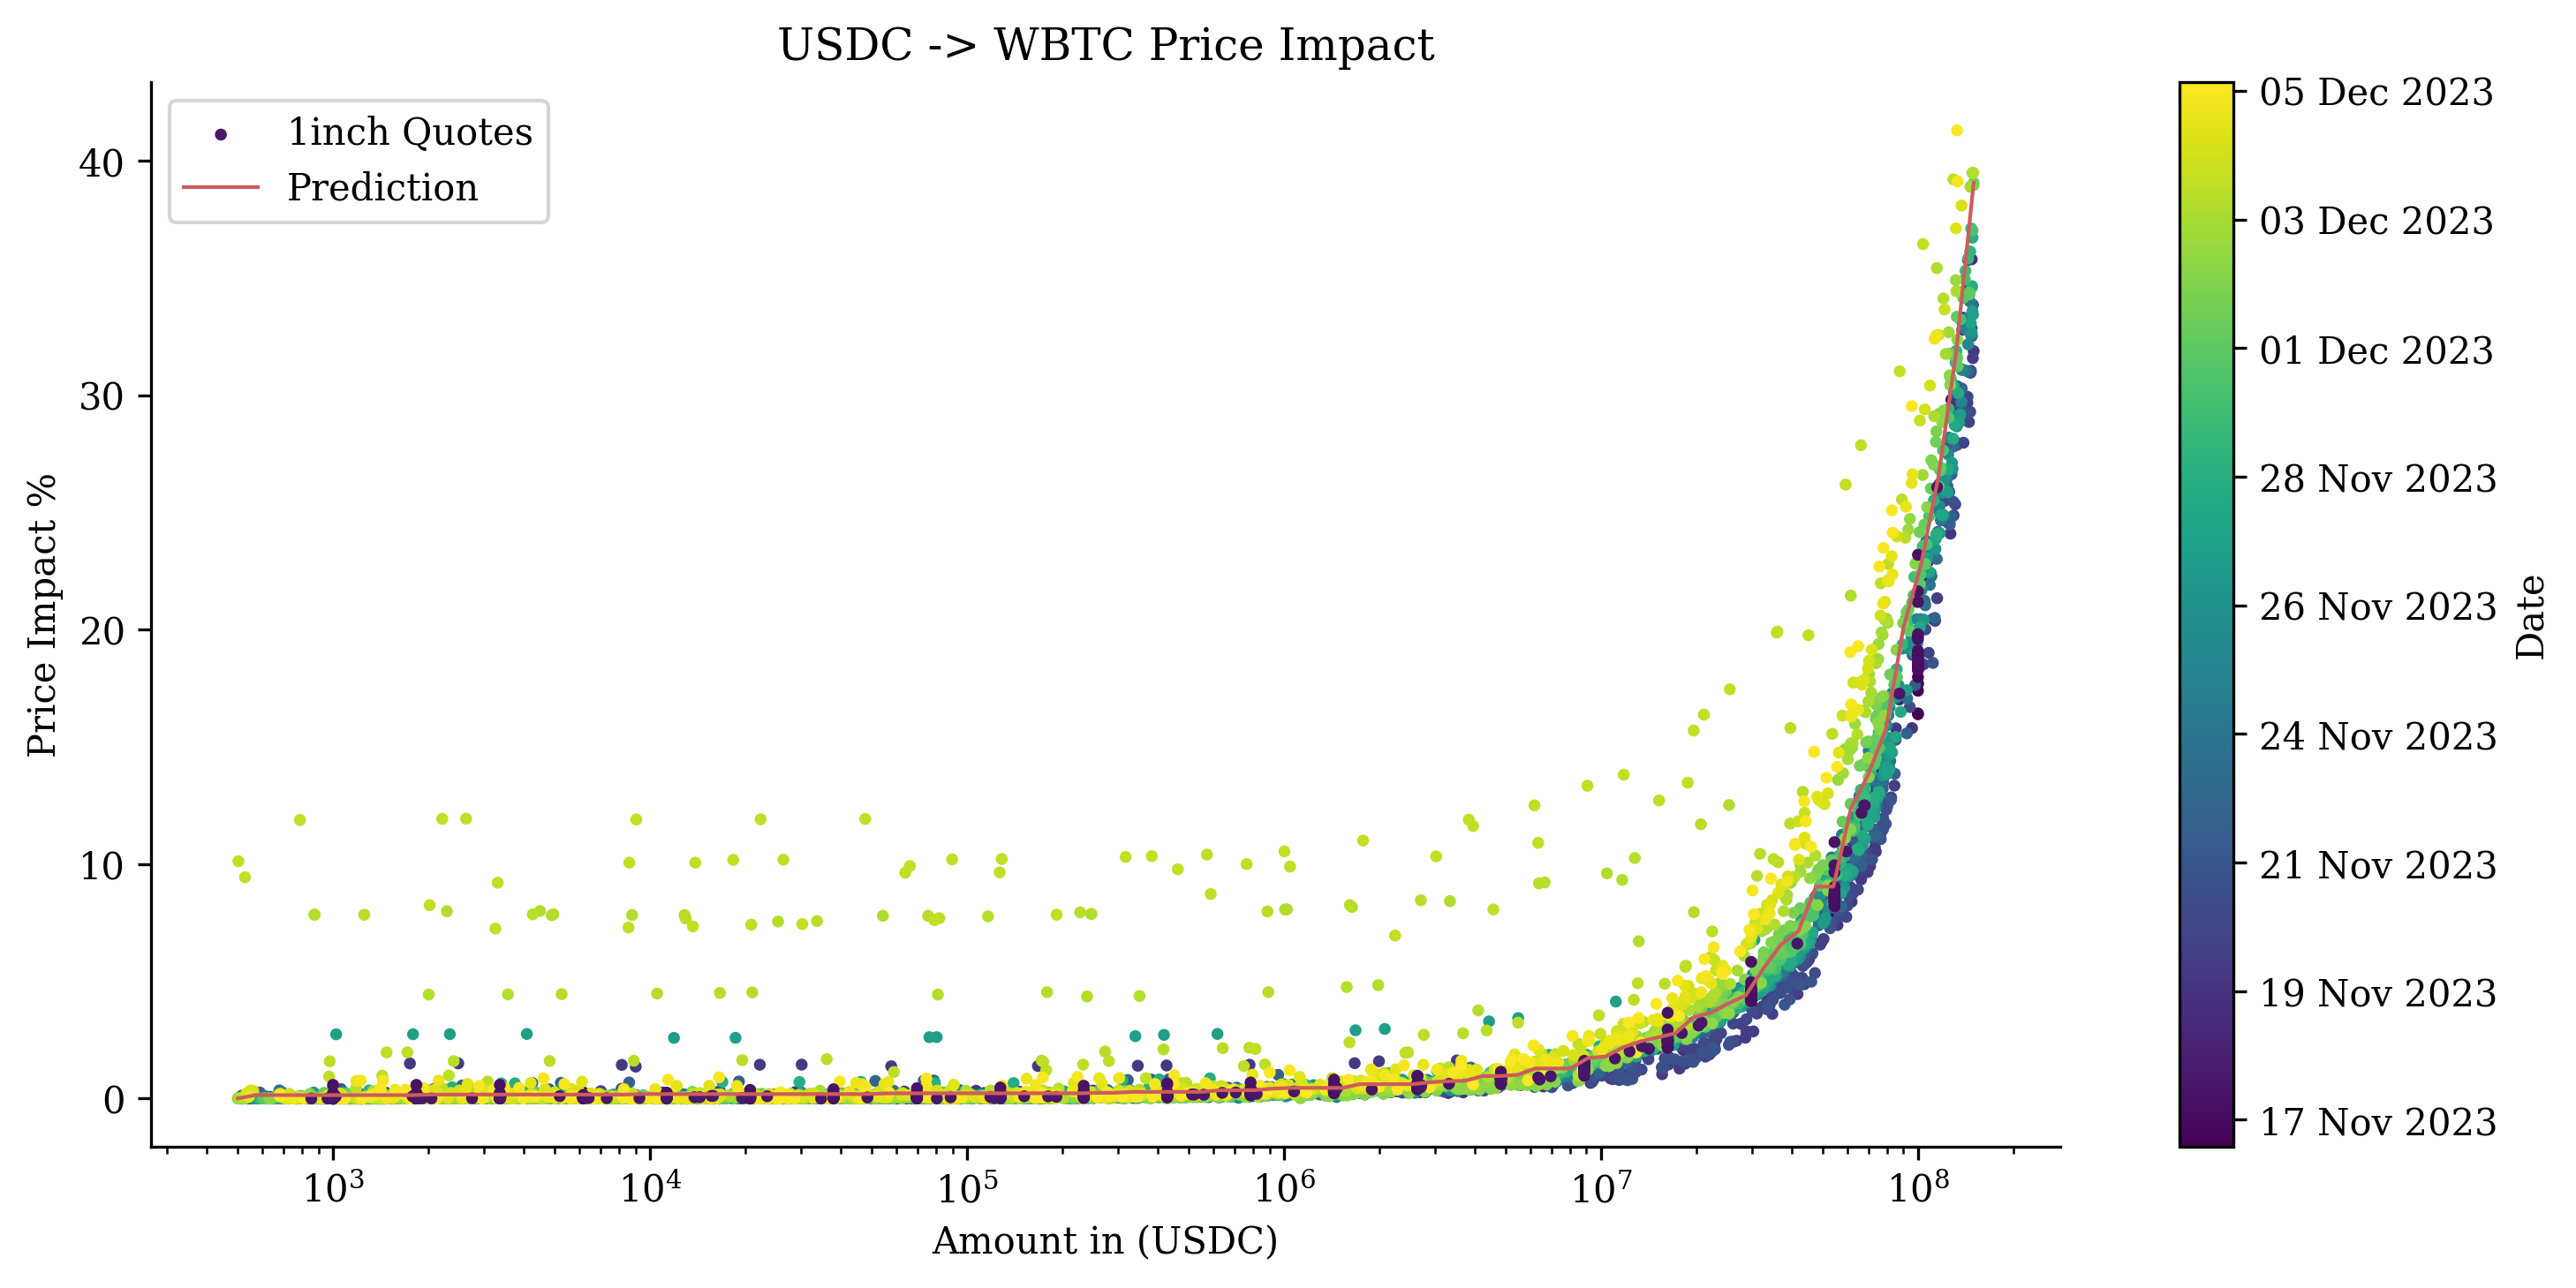 USDC -> WBTC Price Impact
1inch Quotes
Prediction
Price Impact %
40
30
20
10
0
10³
10⁴
10⁵
10⁶
10⁷
10⁸
Amount in (USDC)
05 Dec 2023
03 Dec 2023
01 Dec 2023
28 Nov 2023
26 Nov 2023
24 Nov 2023
21 Nov 2023
19 Nov 2023
17 Nov 2023
Date